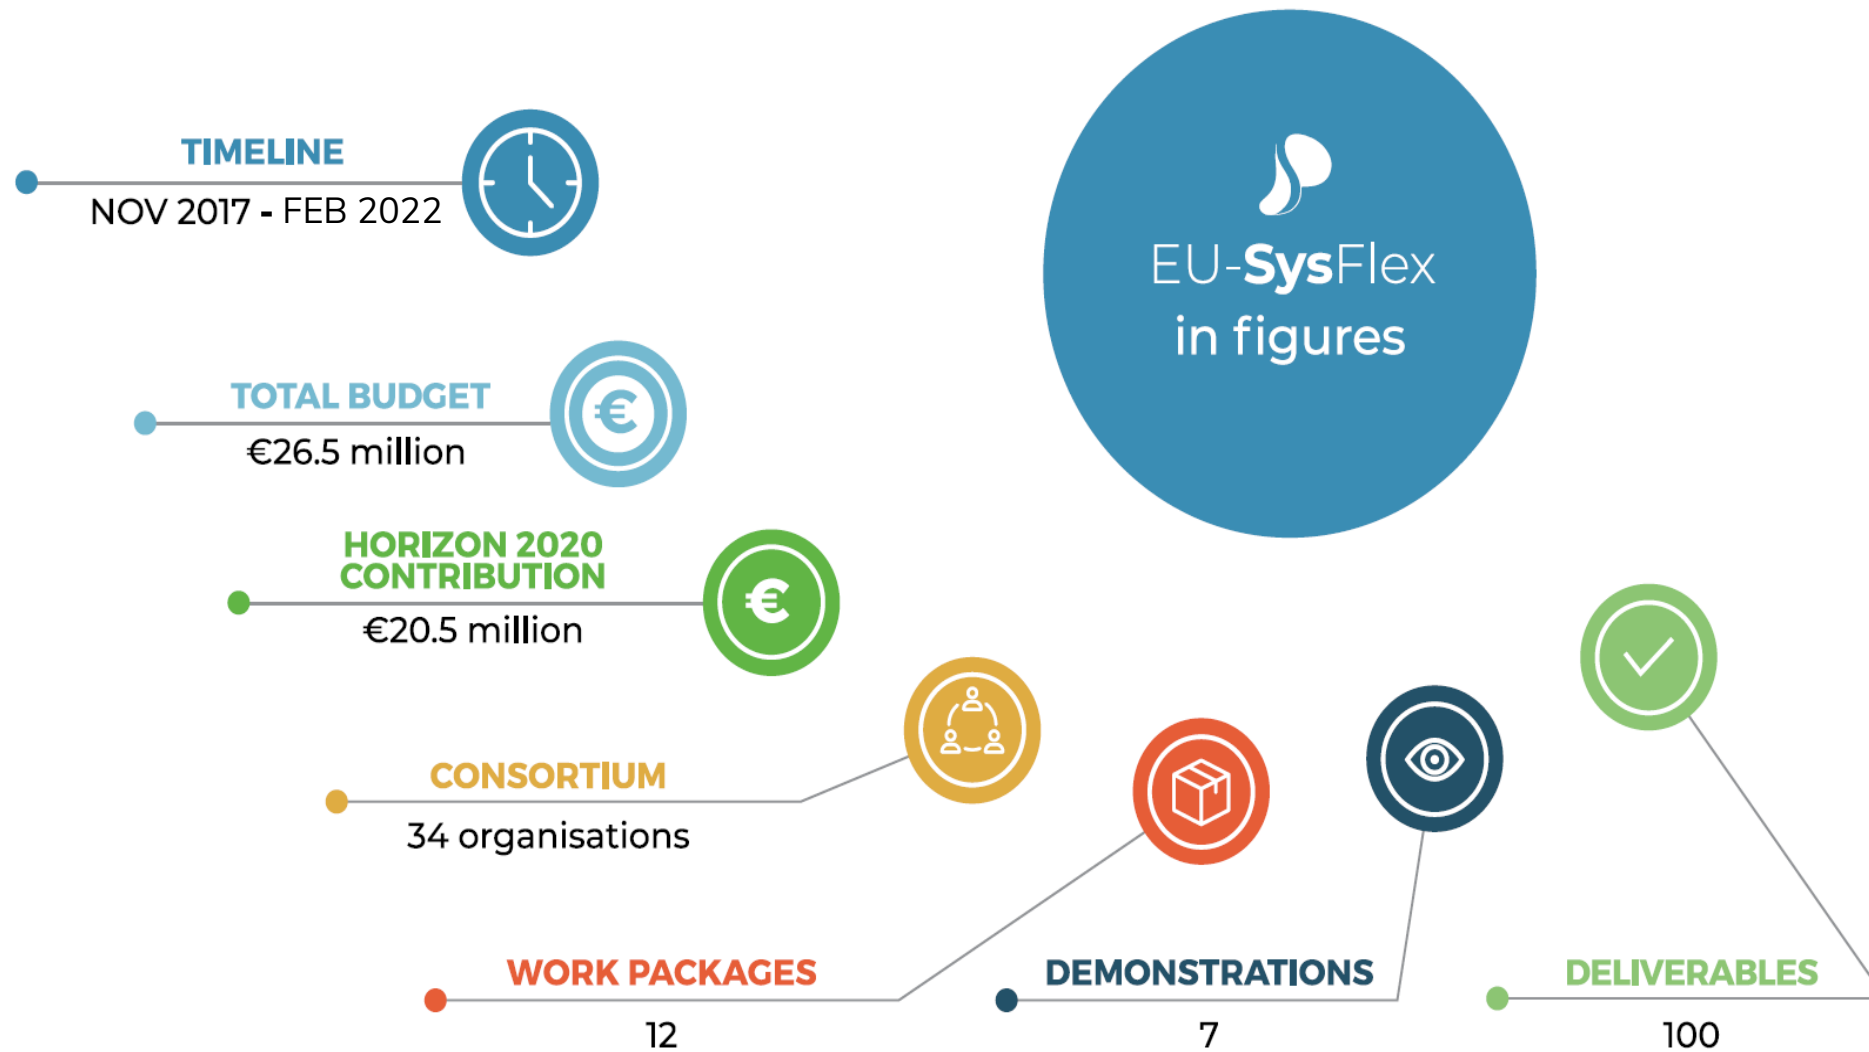 EU-SysFlex
in figures
TIMELINE
NOV 2017 - FEB 2022
TOTAL BUDGET
€26.5 million
HORIZON 2020
CONTRIBUTION
€20.5 million
CONSORTIUM
34 organisations
WORK PACKAGES
12
DEMONSTRATIONS
7
DELIVERABLES
100